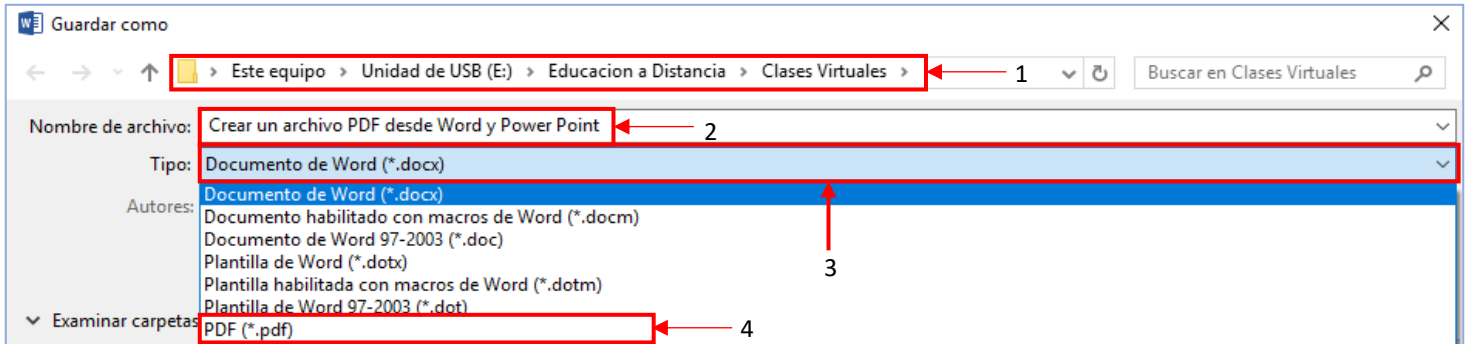 Guardar como
Este equipo > Unidad de USB (E:) > Educacion a Distancia > Clases Virtuales > 1 Buscar en Clases Virtuales
Nombre de archivo: Crear un archivo PDF desde Word y Power Point 2
Tipo: Documento de Word (*.docx)
Documento de Word (*.docx)
Autores:
Documento habilitado con macros de Word (*.docm)
Documento de Word 97-2003 (*.doc)
Plantilla de Word (*.dotx)
3
Plantilla habilitada con macros de Word (*.dotm)
Plantilla de Word 97-2003 (*.dot)
Examinar carpetas
PDF (*.pdf) 4